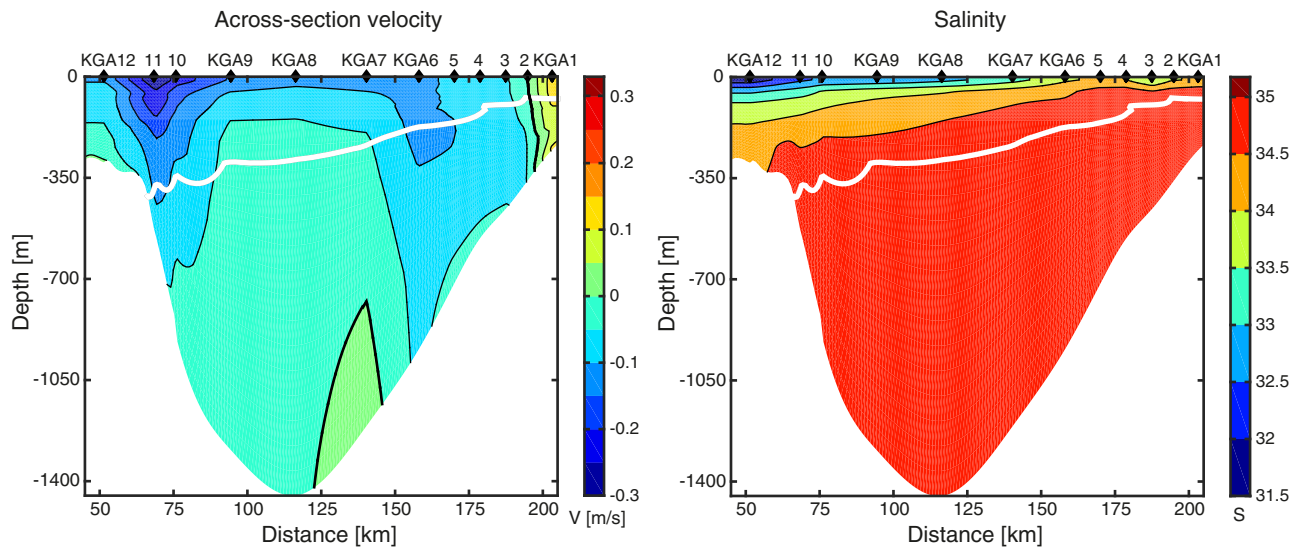 Across-section velocity
KGA12 11 10 KGA9 KGA8 KGA7 KGA6 5 4 3 2 KGA1
0
-350
-700
-1050
-1400
Depth [m]
50 75 100 125 150 175 200
Distance [km]
0.3
0.2
0.1
0
-0.1
-0.2
-0.3
V [m/s]
Salinity
KGA12 11 10 KGA9 KGA8 KGA7 KGA6 5 4 3 2 KGA1
0
-350
-700
-1050
-1400
Depth [m]
50 75 100 125 150 175 200
Distance [km]
35
34.5
34
33.5
33
32.5
32
31.5
S